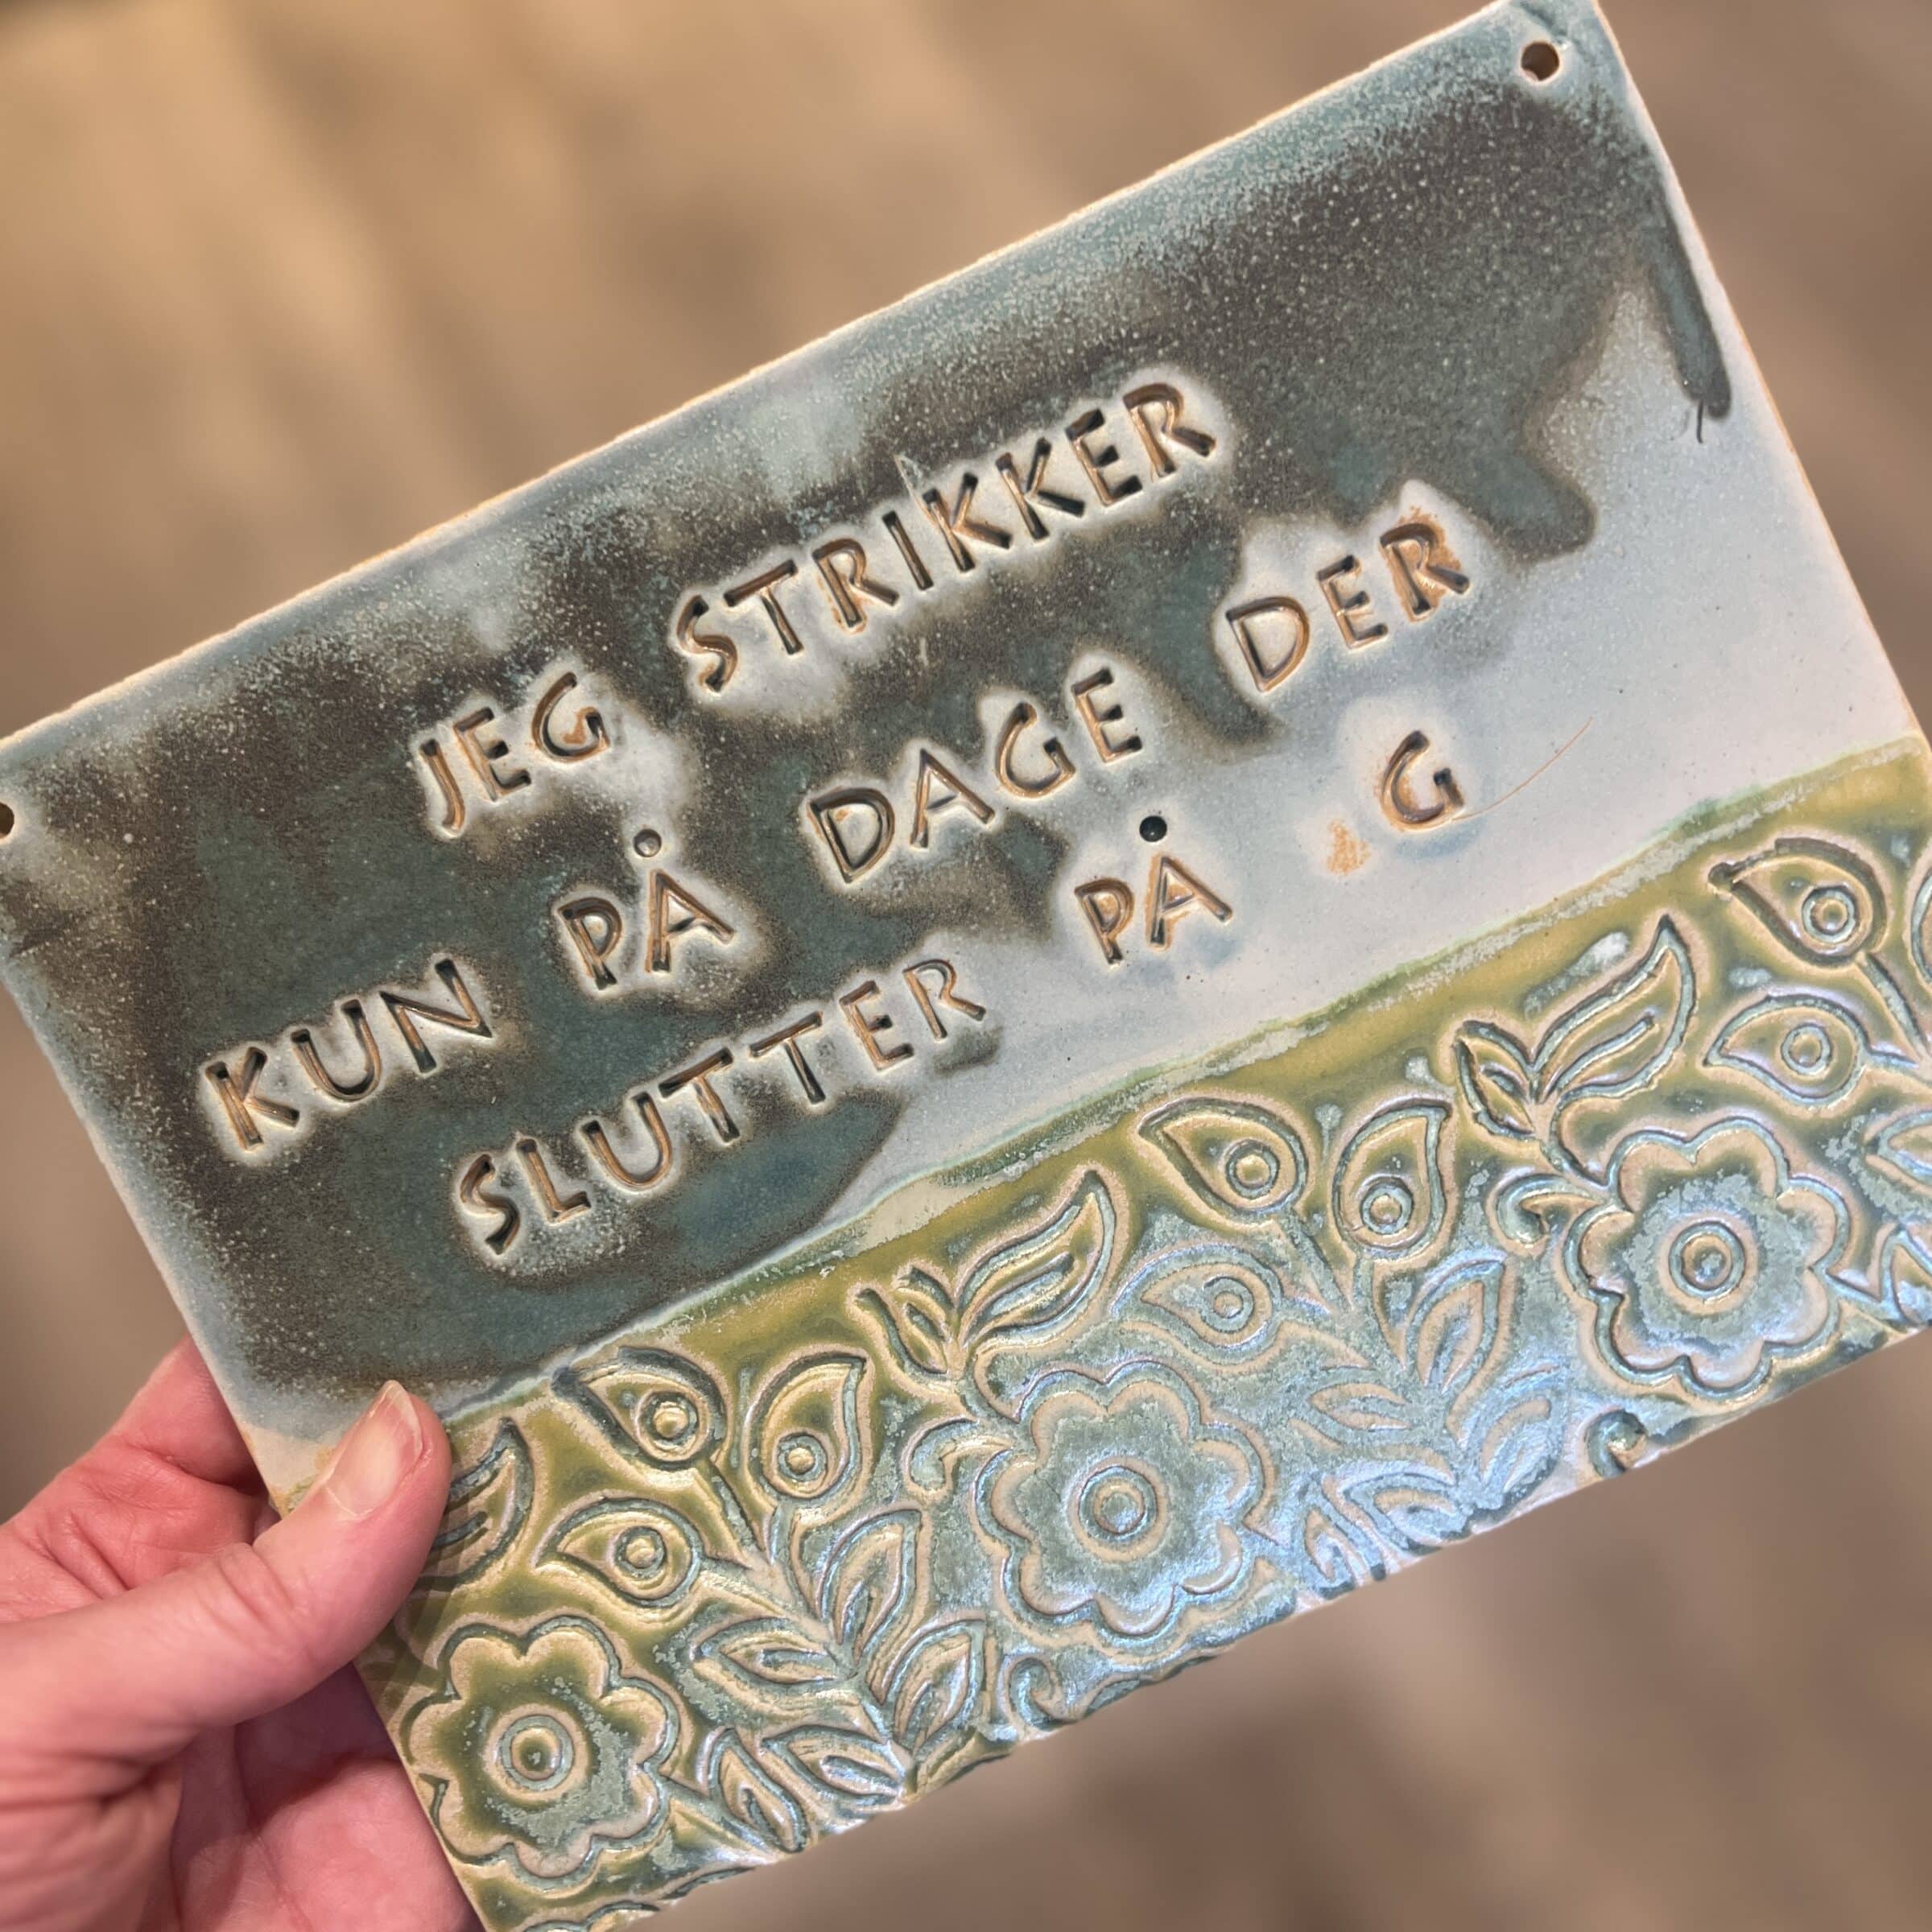 JEG STRIKKER
KUN PÅ DAGE DER
SLUTTER PÅ G